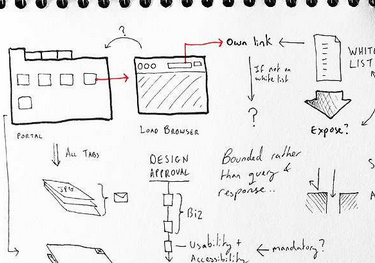 ?
Own link
WHITE
LIST
If not on
white list
?
PORTAL
LOAD BROWSER
Expose?
ALL TABS
DESIGN
APPROVAL
Bounded rather
than query &
response...
JPG
Biz
Usability +
Accessibility
mandatory?